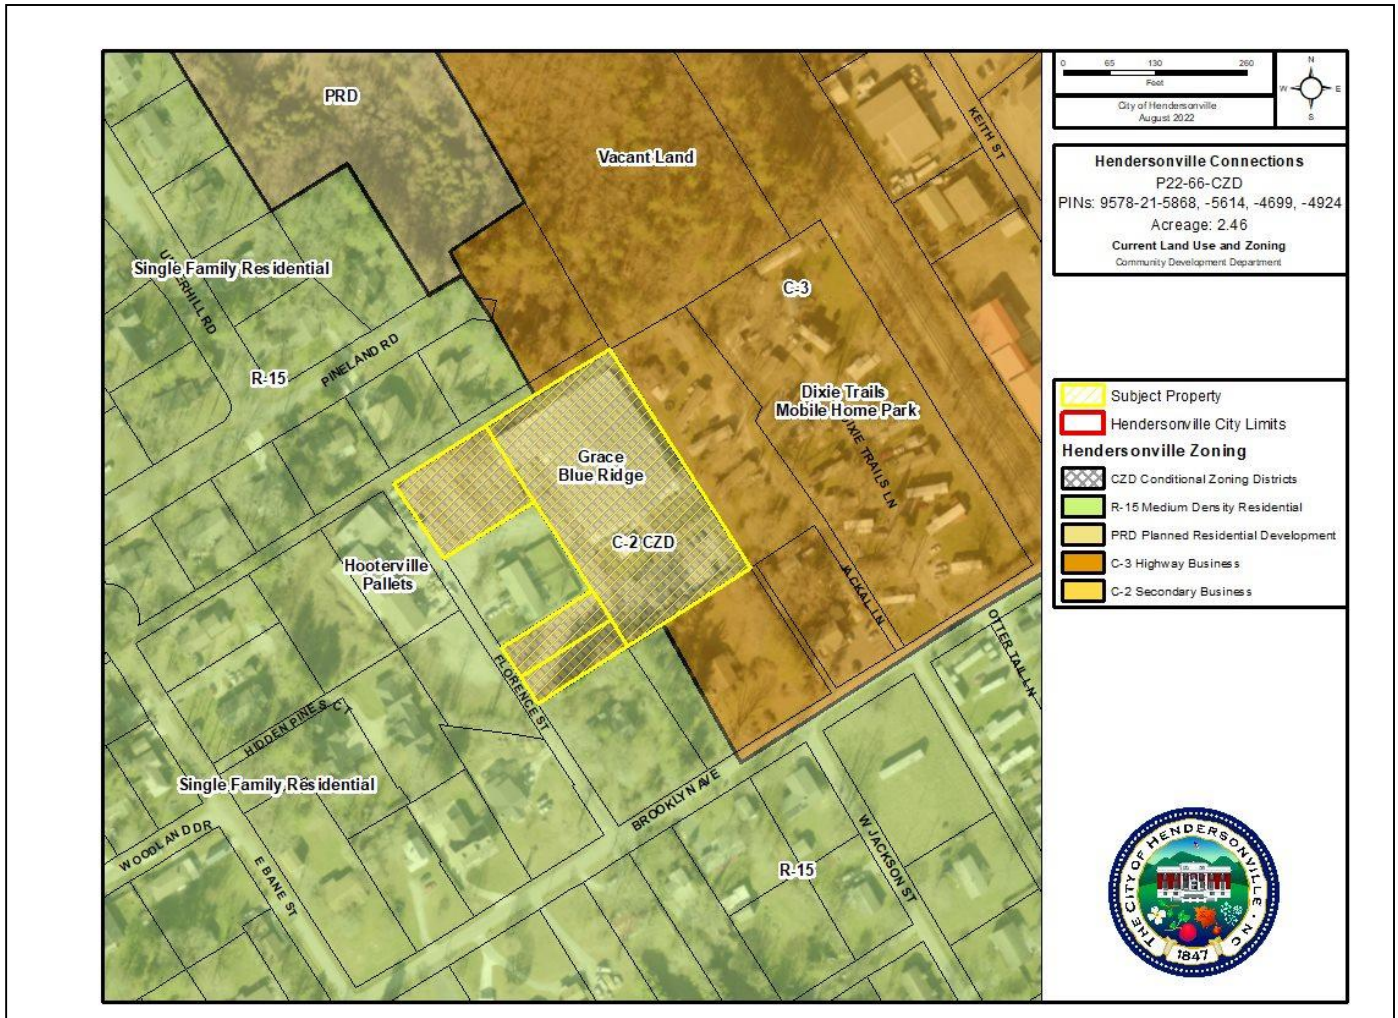 PRD
Vacant Land
KEITH ST
Single Family Residential
C-3
R-15
PINELAND RD
Dixie Trails
Mobile Home Park
DIXIE TRAILS LN
Grace
Blue Ridge
C-2 CZD
Hooterville
Pallets
JACKAL LN
OTTER TAIL LN
FLORENCE ST
HIDDEN PINES CT
Single Family Residential
BROOKLYN AVE
WOODLAND DR
E BANE ST
R-15
W JACKSON ST
0 65 130 260
Feet
City of Hendersonville
August 2022
N
W E
S
Hendersonville Connections
P22-66-CZD
PINs: 9578-21-5868, -5614, -4699, -4924
Acreage: 2.46
Current Land Use and Zoning
Community Development Department
Subject Property
Hendersonville City Limits
Hendersonville Zoning
CZD Conditional Zoning Districts
R-15 Medium Density Residential
PRD Planned Residential Development
C-3 Highway Business
C-2 Secondary Business
THE CITY OF HENDERSONVILLE, NC
1847